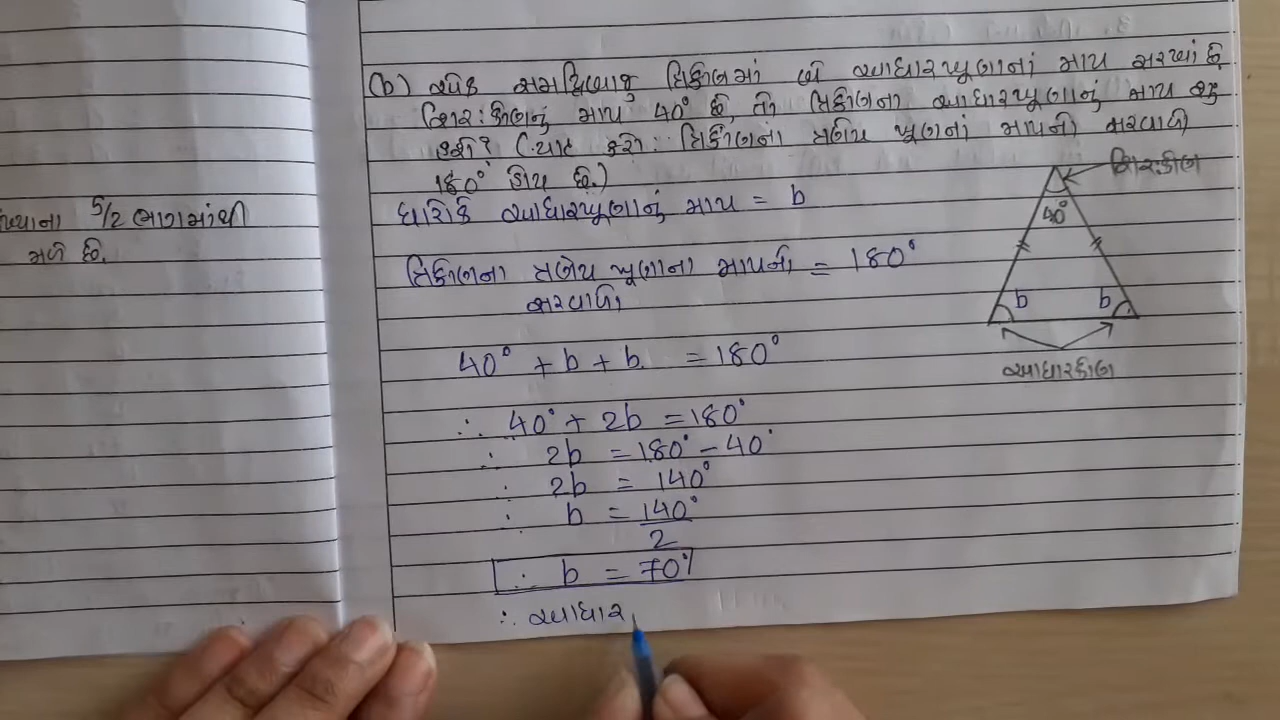 ખ્યાના 5/2 ભાગમાંથી
મળે છે.
(b) એક સમદ્વિબાજુ ત્રિકોણમાં બે આધારખૂણાનાં માપ સરખાં છે
શિર:કોણનું માપ 40° છે, તો ત્રિકોણના આધારખૂણાનું માપ શું
હશે? (યાદ કરો: ત્રિકોણના ત્રણેય ખૂણાનાં માપનો સરવાળો
180° હોય છે.)
ધારોકે આધારખૂણાનું માપ = b
ત્રિકોણના ત્રણેય ખૂણાના માપનો = 180°
સરવાળો
40° + b + b = 180°
∴ 40° + 2b = 180°
∴ 2b = 180° - 40°
∴ 2b = 140°
∴ b = 140°
2
∴ b = 70°
∴ આધાર
શિર:કોણ
40°
b b
આધારકોણ